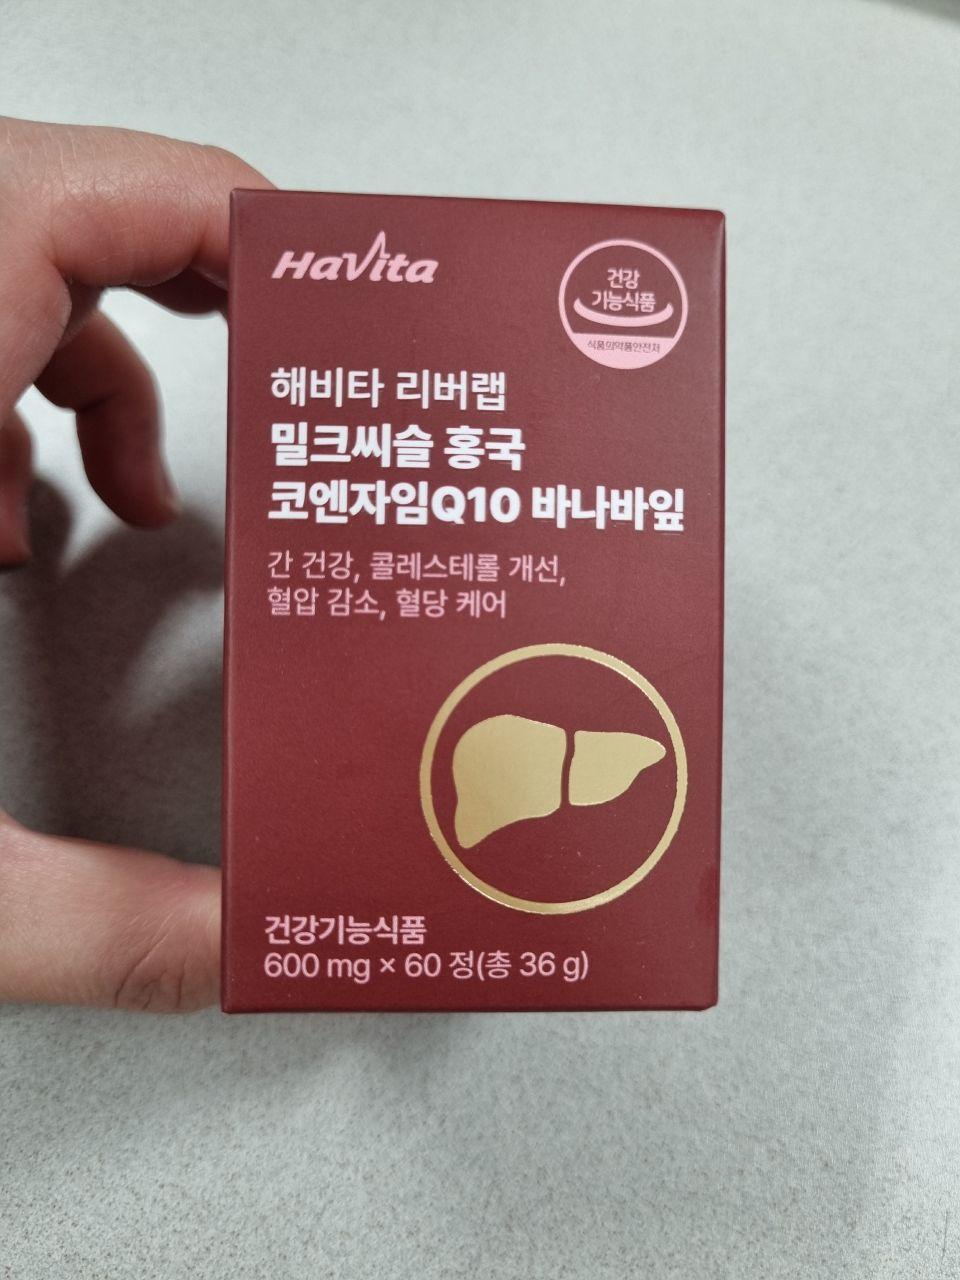 HaVita
건강
기능식품
식품의약품안전처
해비타 리버랩
밀크씨슬 홍국
코엔자임Q10 바나바잎
간 건강, 콜레스테롤 개선,
혈압 감소, 혈당 케어
건강기능식품
600 mg × 60 정(총 36 g)